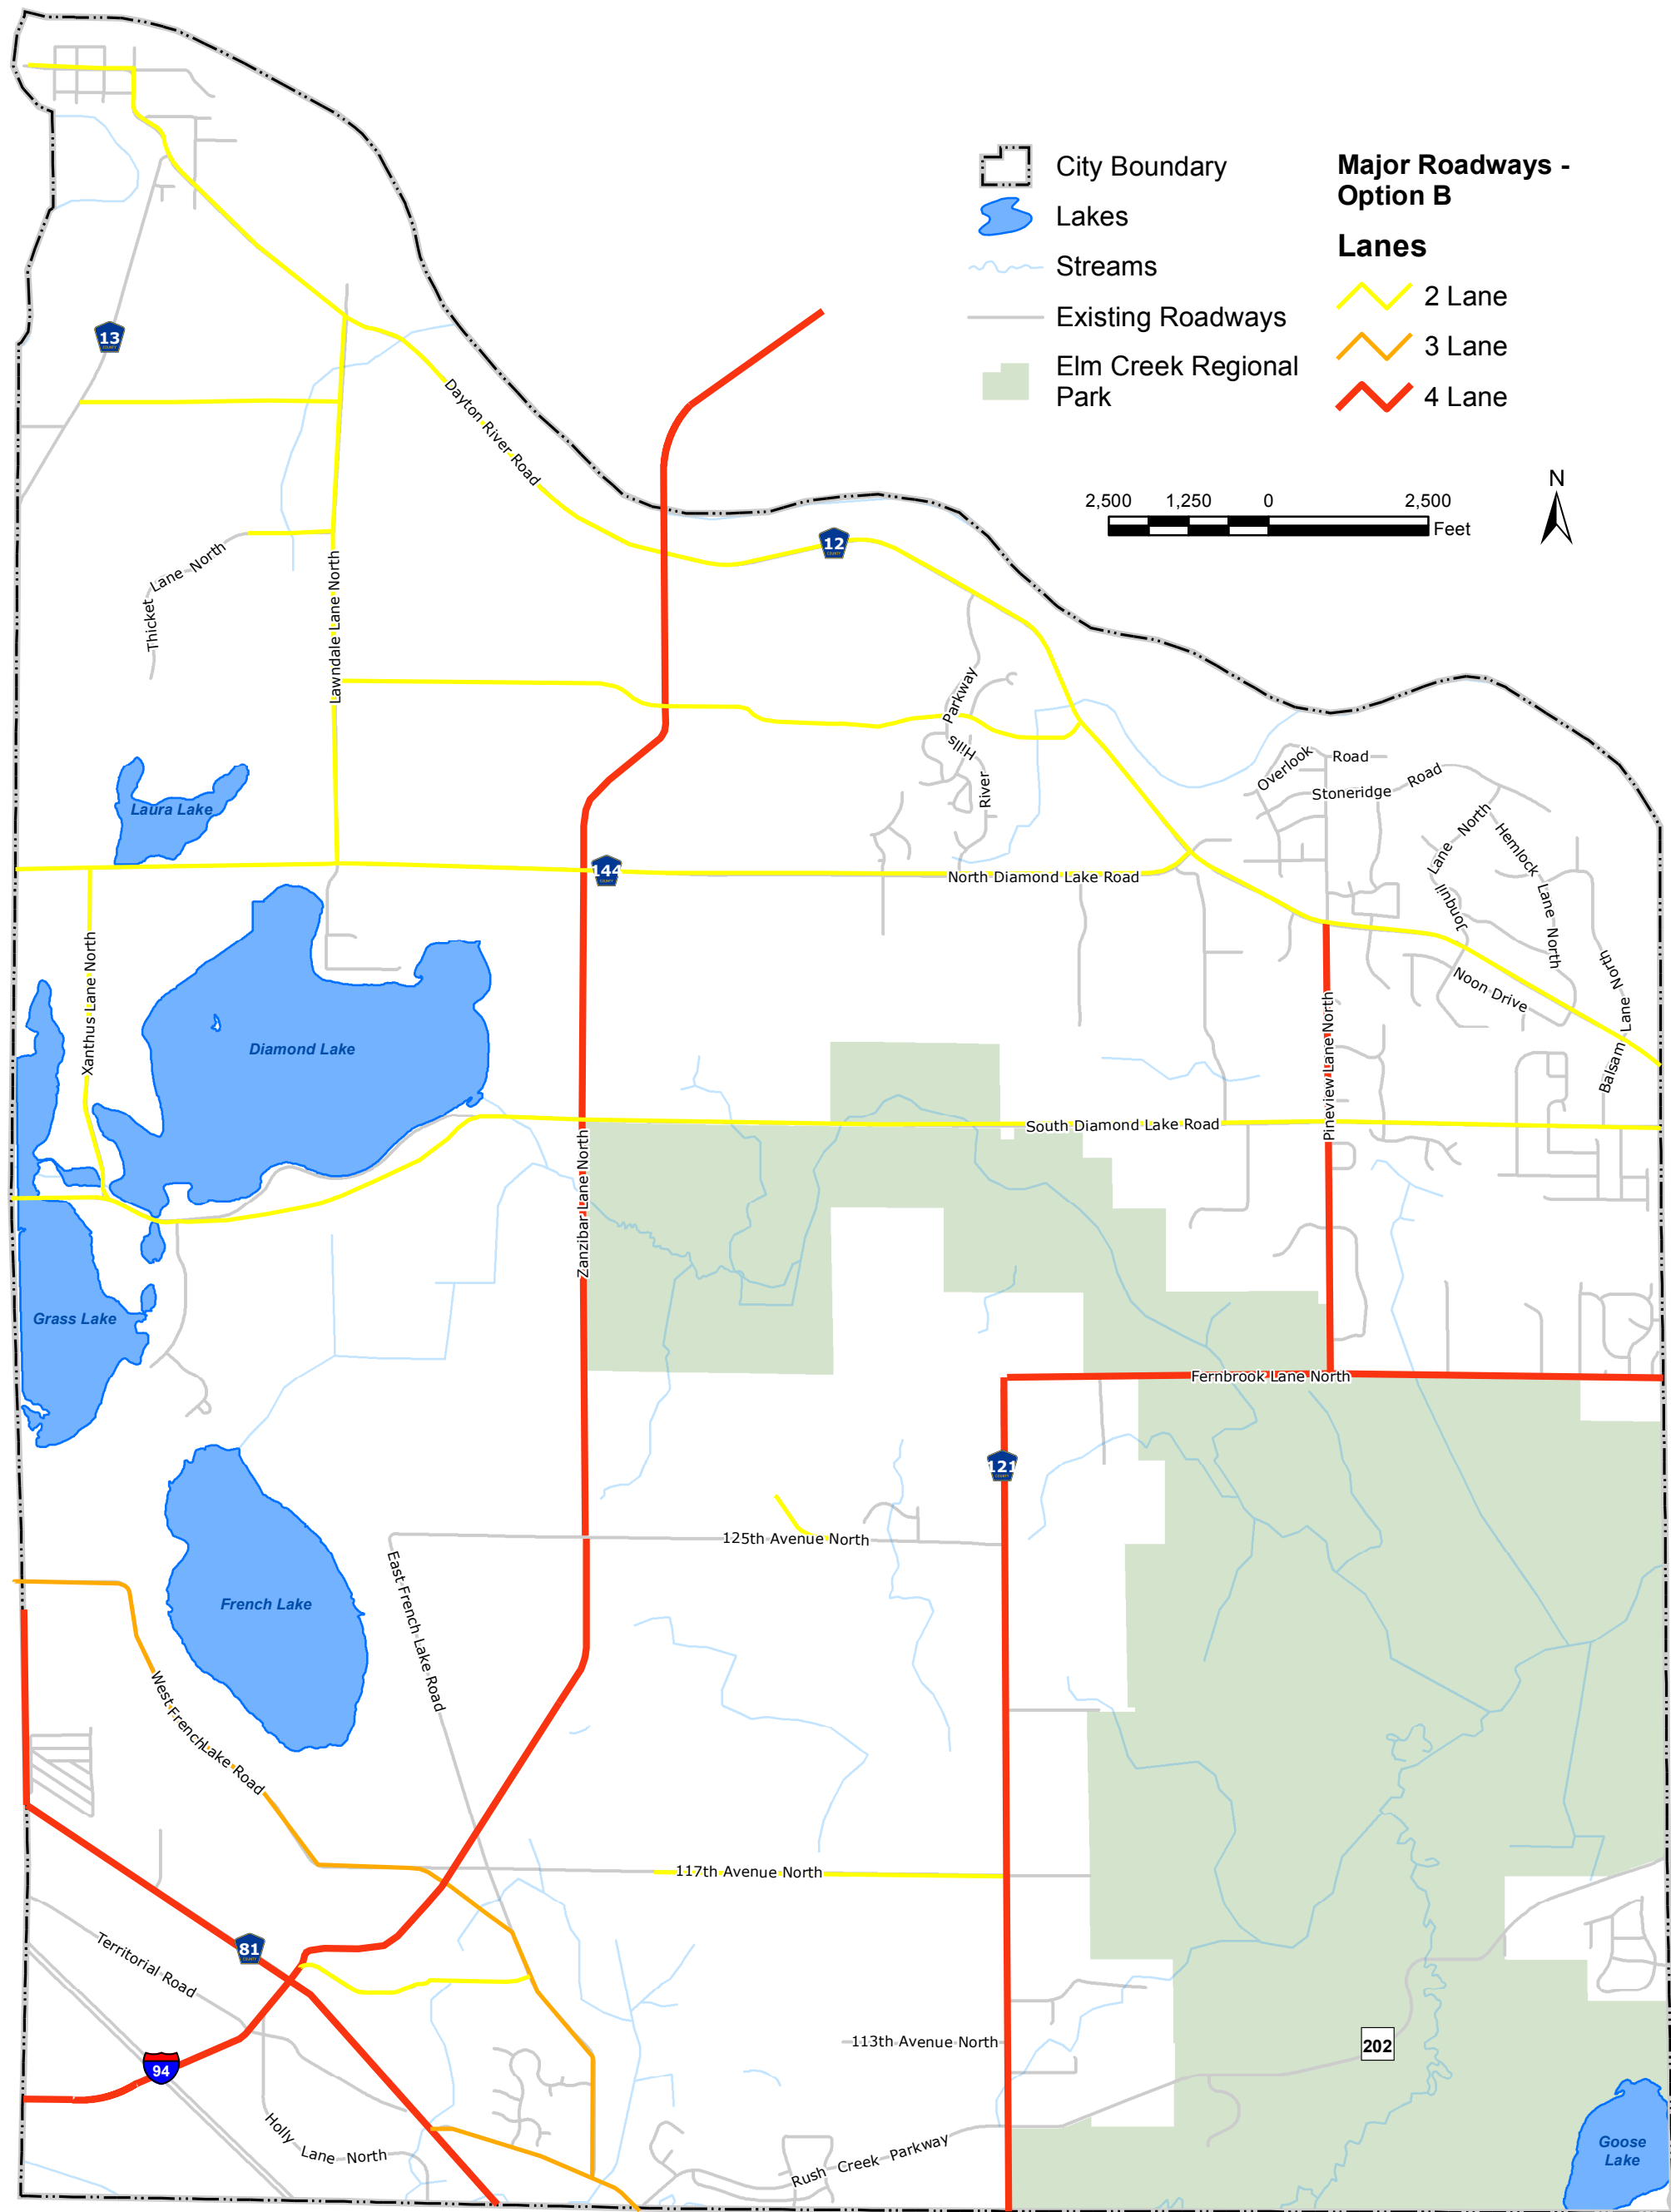 City Boundary
Lakes
Streams
Existing Roadways
Elm Creek Regional
Park
Major Roadways -
Option B
Lanes
2 Lane
3 Lane
4 Lane
2,500 1,250 0 2,500
Feet
N
13
Dayton River Road
12
Thicket Lane North
Lawndale Lane North
Parkway
Hills
River
Overlook Road
Stoneridge Road
Laura Lake
144
North Diamond Lake Road
Jonquil Lane North
Hemlock Lane North
Xanthus Lane North
Noon Drive
Balsam Lane North
Diamond Lake
Pineview Lane North
South Diamond Lake Road
Zanzibar Lane North
Grass Lake
Fernbrook Lane North
121
125th Avenue North
French Lake
East French Lake Road
West French Lake Road
117th Avenue North
81
Territorial Road
94
113th Avenue North
202
Holly Lane North
Rush Creek Parkway
Goose
Lake